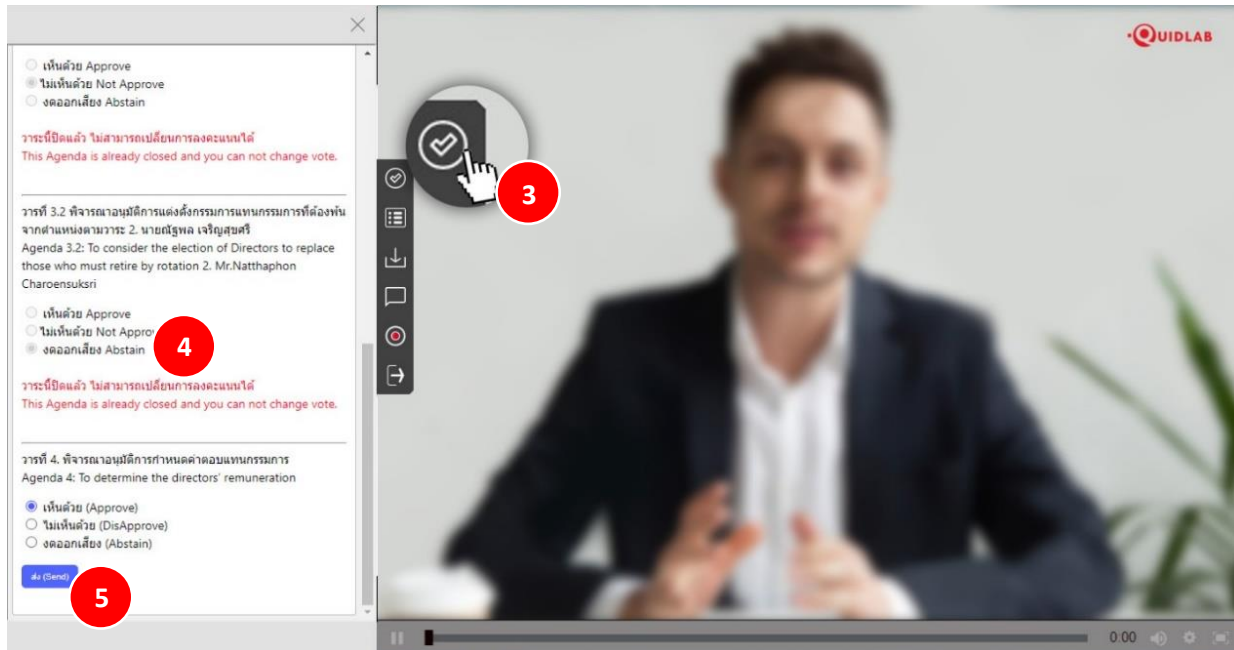 เห็นด้วย Approve
ไม่เห็นด้วย Not Approve
งดออกเสียง Abstain
วาระนี้ปิดแล้ว ไม่สามารถเปลี่ยนการลงคะแนนได้
This Agenda is already closed and you can not change vote.
วาระที่ 3.2 พิจารณาอนุมัติการแต่งตั้งกรรมการแทนกรรมการที่ต้องพ้น
จากตำแหน่งตามวาระ 2. นายณัฐพล เจริญสุขศรี
Agenda 3.2: To consider the election of Directors to replace
those who must retire by rotation 2. Mr.Natthaphon
Charoensuksri
เห็นด้วย Approve
ไม่เห็นด้วย Not Approv
งดออกเสียง Abstain
4
วาระนี้ปิดแล้ว ไม่สามารถเปลี่ยนการลงคะแนนได้
This Agenda is already closed and you can not change vote.
วารที่ 4. พิจารณาอนุมัติการกำหนดค่าตอบแทนกรรมการ
Agenda 4: To determine the directors' remuneration
เห็นด้วย (Approve)
ไม่เห็นด้วย (DisApprove)
งดออกเสียง (Abstain)
ส่ง (Send)
5
3
QUIDLAB
0:00